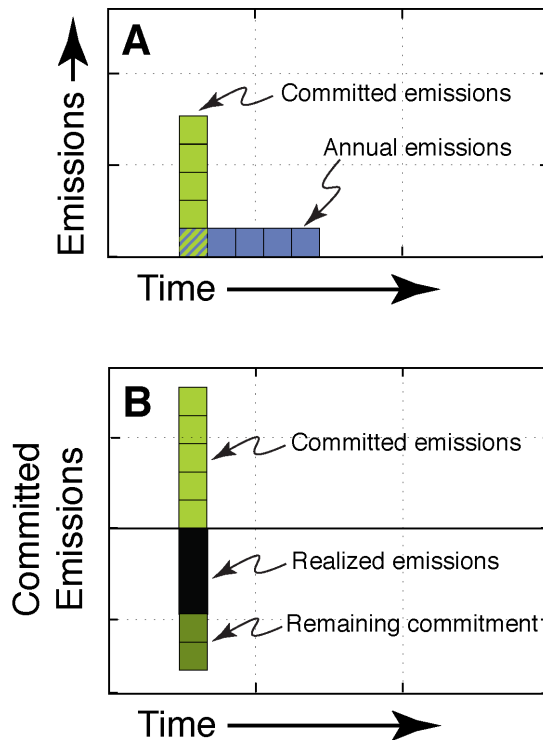 A
Emissions
Committed emissions
Annual emissions
Time
B
Committed
Emissions
Committed emissions
Realized emissions
Remaining commitment
Time